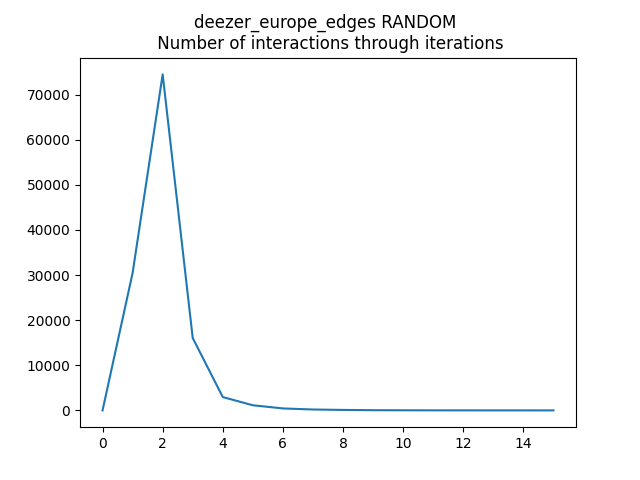 deezer_europe_edges RANDOM
Number of interactions through iterations
70000
60000
50000
40000
30000
20000
10000
0
0 2 4 6 8 10 12 14